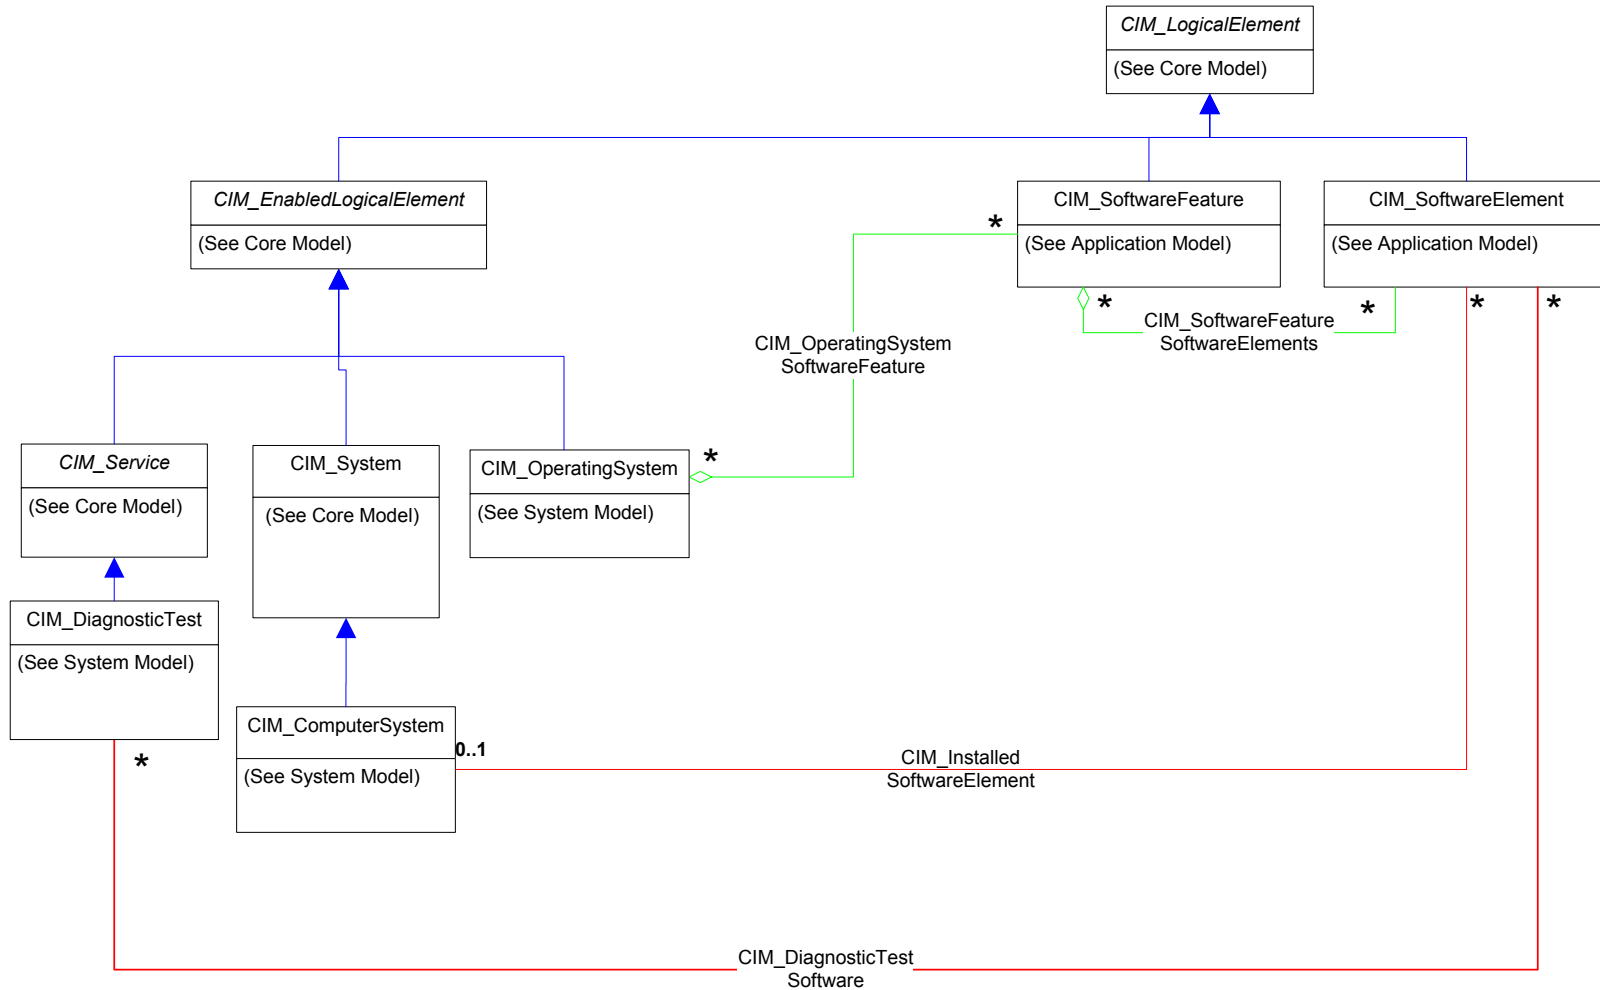 CIM_LogicalElement
(See Core Model)
CIM_EnabledLogicalElement
(See Core Model)
CIM_SoftwareFeature
(See Application Model)
CIM_SoftwareElement
(See Application Model)
*
*
*
*
*
CIM_SoftwareFeature
SoftwareElements
CIM_OperatingSystem
SoftwareFeature
CIM_Service
(See Core Model)
CIM_System
(See Core Model)
CIM_OperatingSystem
(See System Model)
*
CIM_DiagnosticTest
(See System Model)
*
CIM_ComputerSystem
(See System Model)
0..1
CIM_Installed
SoftwareElement
CIM_DiagnosticTest
Software